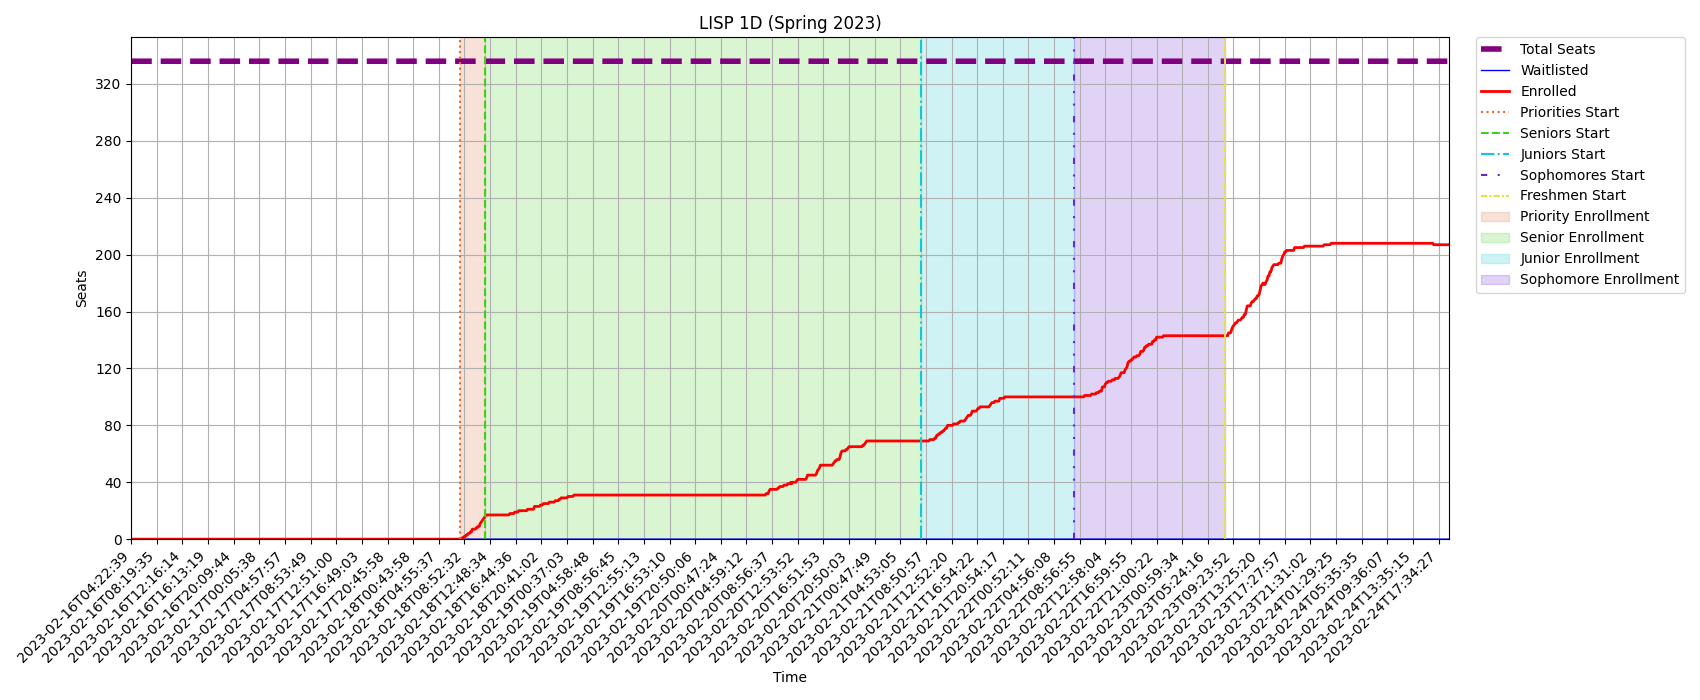 LISP 1D (Spring 2023)
Seats
320
280
240
200
160
120
80
40
0
2023-02-16T04:22:39
2023-02-16T08:19:35
2023-02-16T12:16:14
2023-02-16T16:13:19
2023-02-16T20:09:44
2023-02-17T00:05:38
2023-02-17T04:57:57
2023-02-17T08:53:49
2023-02-17T12:51:00
2023-02-17T16:49:03
2023-02-17T20:45:58
2023-02-18T00:43:58
2023-02-18T04:55:37
2023-02-18T08:52:32
2023-02-18T12:48:34
2023-02-18T16:44:36
2023-02-18T20:41:02
2023-02-19T00:37:03
2023-02-19T04:58:48
2023-02-19T08:56:45
2023-02-19T12:55:13
2023-02-19T16:53:10
2023-02-19T20:50:06
2023-02-20T00:47:24
2023-02-20T04:59:12
2023-02-20T08:56:37
2023-02-20T12:53:52
2023-02-20T16:51:53
2023-02-20T20:50:03
2023-02-21T00:47:49
2023-02-21T04:53:05
2023-02-21T08:50:57
2023-02-21T12:52:20
2023-02-21T16:54:22
2023-02-21T20:54:17
2023-02-22T00:52:11
2023-02-22T04:56:08
2023-02-22T08:56:55
2023-02-22T12:58:04
2023-02-22T16:59:55
2023-02-22T21:00:22
2023-02-23T00:59:34
2023-02-23T05:24:16
2023-02-23T09:23:52
2023-02-23T13:25:20
2023-02-23T17:27:57
2023-02-23T21:31:02
2023-02-24T01:29:25
2023-02-24T05:35:35
2023-02-24T09:36:07
2023-02-24T13:35:15
2023-02-24T17:34:27
Time
Total Seats
Waitlisted
Enrolled
Priorities Start
Seniors Start
Juniors Start
Sophomores Start
Freshmen Start
Priority Enrollment
Senior Enrollment
Junior Enrollment
Sophomore Enrollment